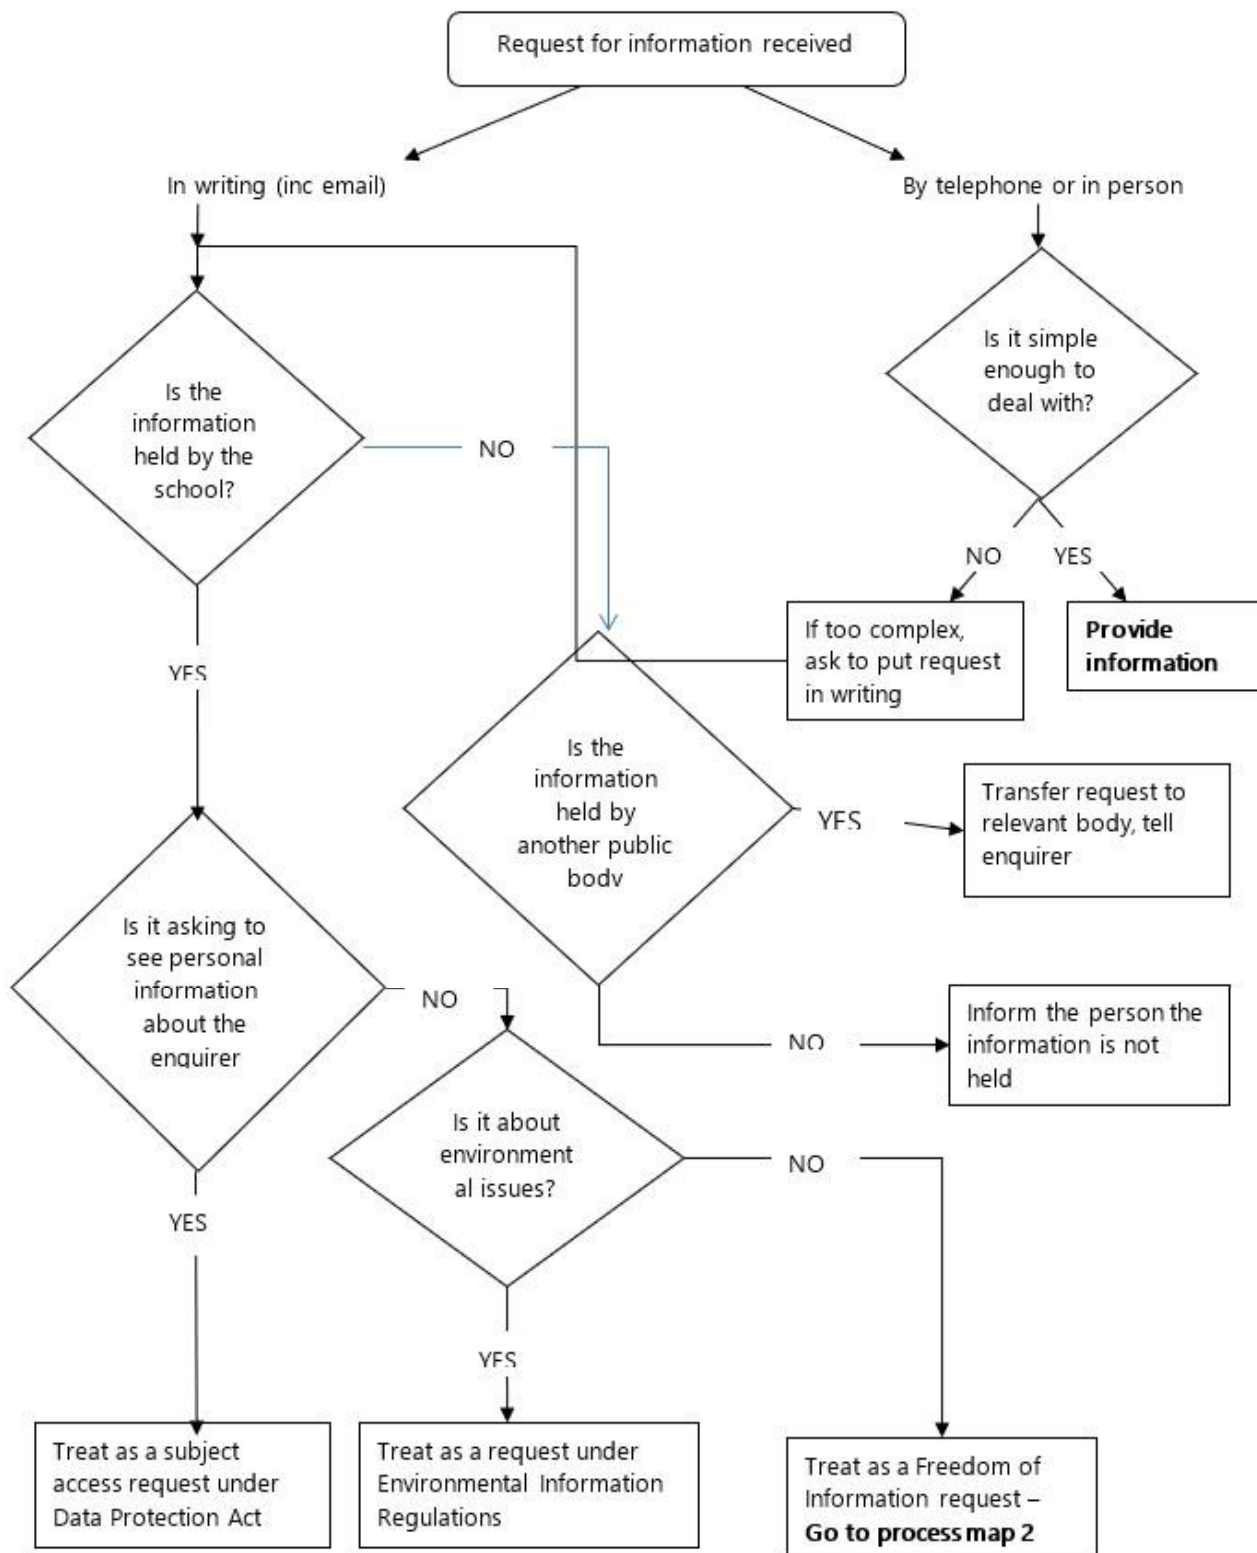 Request for information received
In writing (inc email)
By telephone or in person
Is it simple
enough to
deal with?
Is the
information
held by the
school?
NO
NO
YES
If too complex,
ask to put request
in writing
Provide
information
YES
Is the
information
held by
another public
body
YES
Transfer request to
relevant body, tell
enquirer
Is it asking to
see personal
information
about the
enquirer
NO
NO
Inform the person the
information is not
held
Is it about
environment
al issues?
NO
YES
YES
Treat as a subject
access request under
Data Protection Act
Treat as a request under
Environmental Information
Regulations
Treat as a Freedom of
Information request –
Go to process map 2